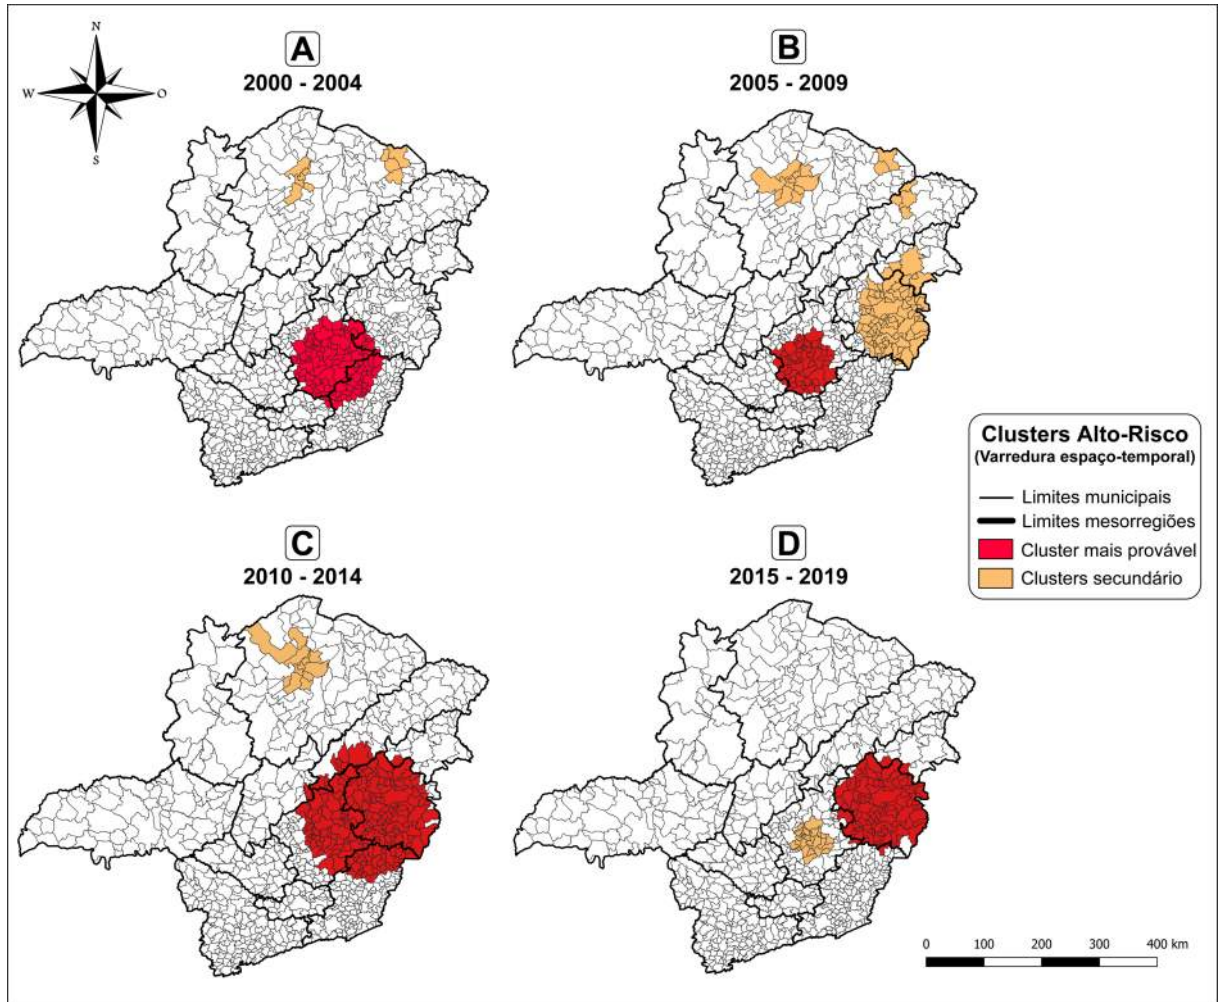 N
W
O
S
A
2000 - 2004
B
2005 - 2009
C
2010 - 2014
D
2015 - 2019
Clusters Alto-Risco
(Varredura espaço-temporal)
Limites municipais
Limites mesorregiões
Cluster mais provável
Clusters secundário
0 100 200 300 400 km